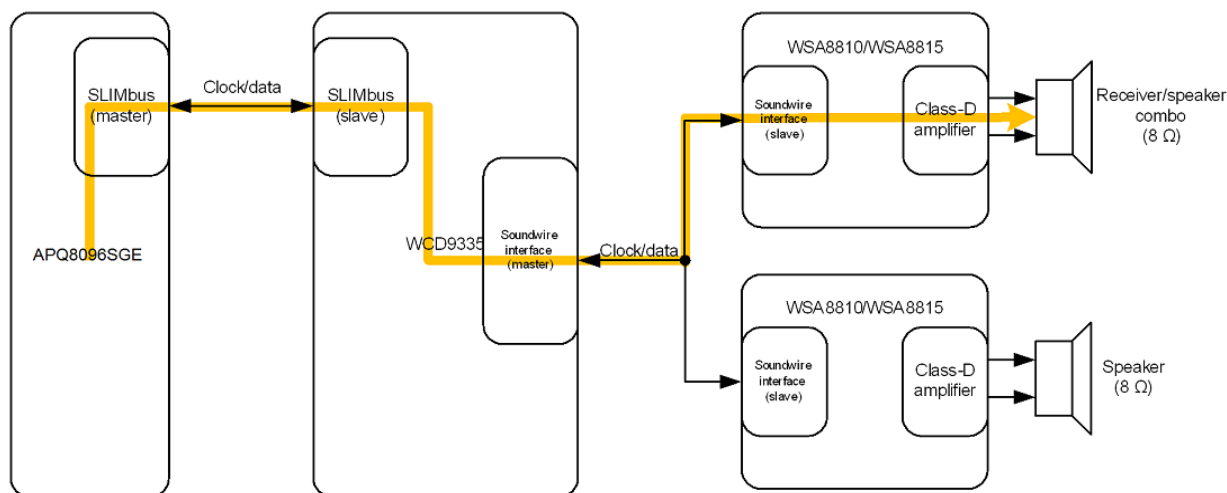 APQ8096SGE
SLIMbus
(master)
Clock/data
SLIMbus
(slave)
WCD9335
Soundwire
interface
(master)
Clock/data
WSA8810/WSA8815
Soundwire
interface
(slave)
Class-D
amplifier
Receiver/speaker
combo
(8 Ω)
WSA8810/WSA8815
Soundwire
interface
(slave)
Class-D
amplifier
Speaker
(8 Ω)